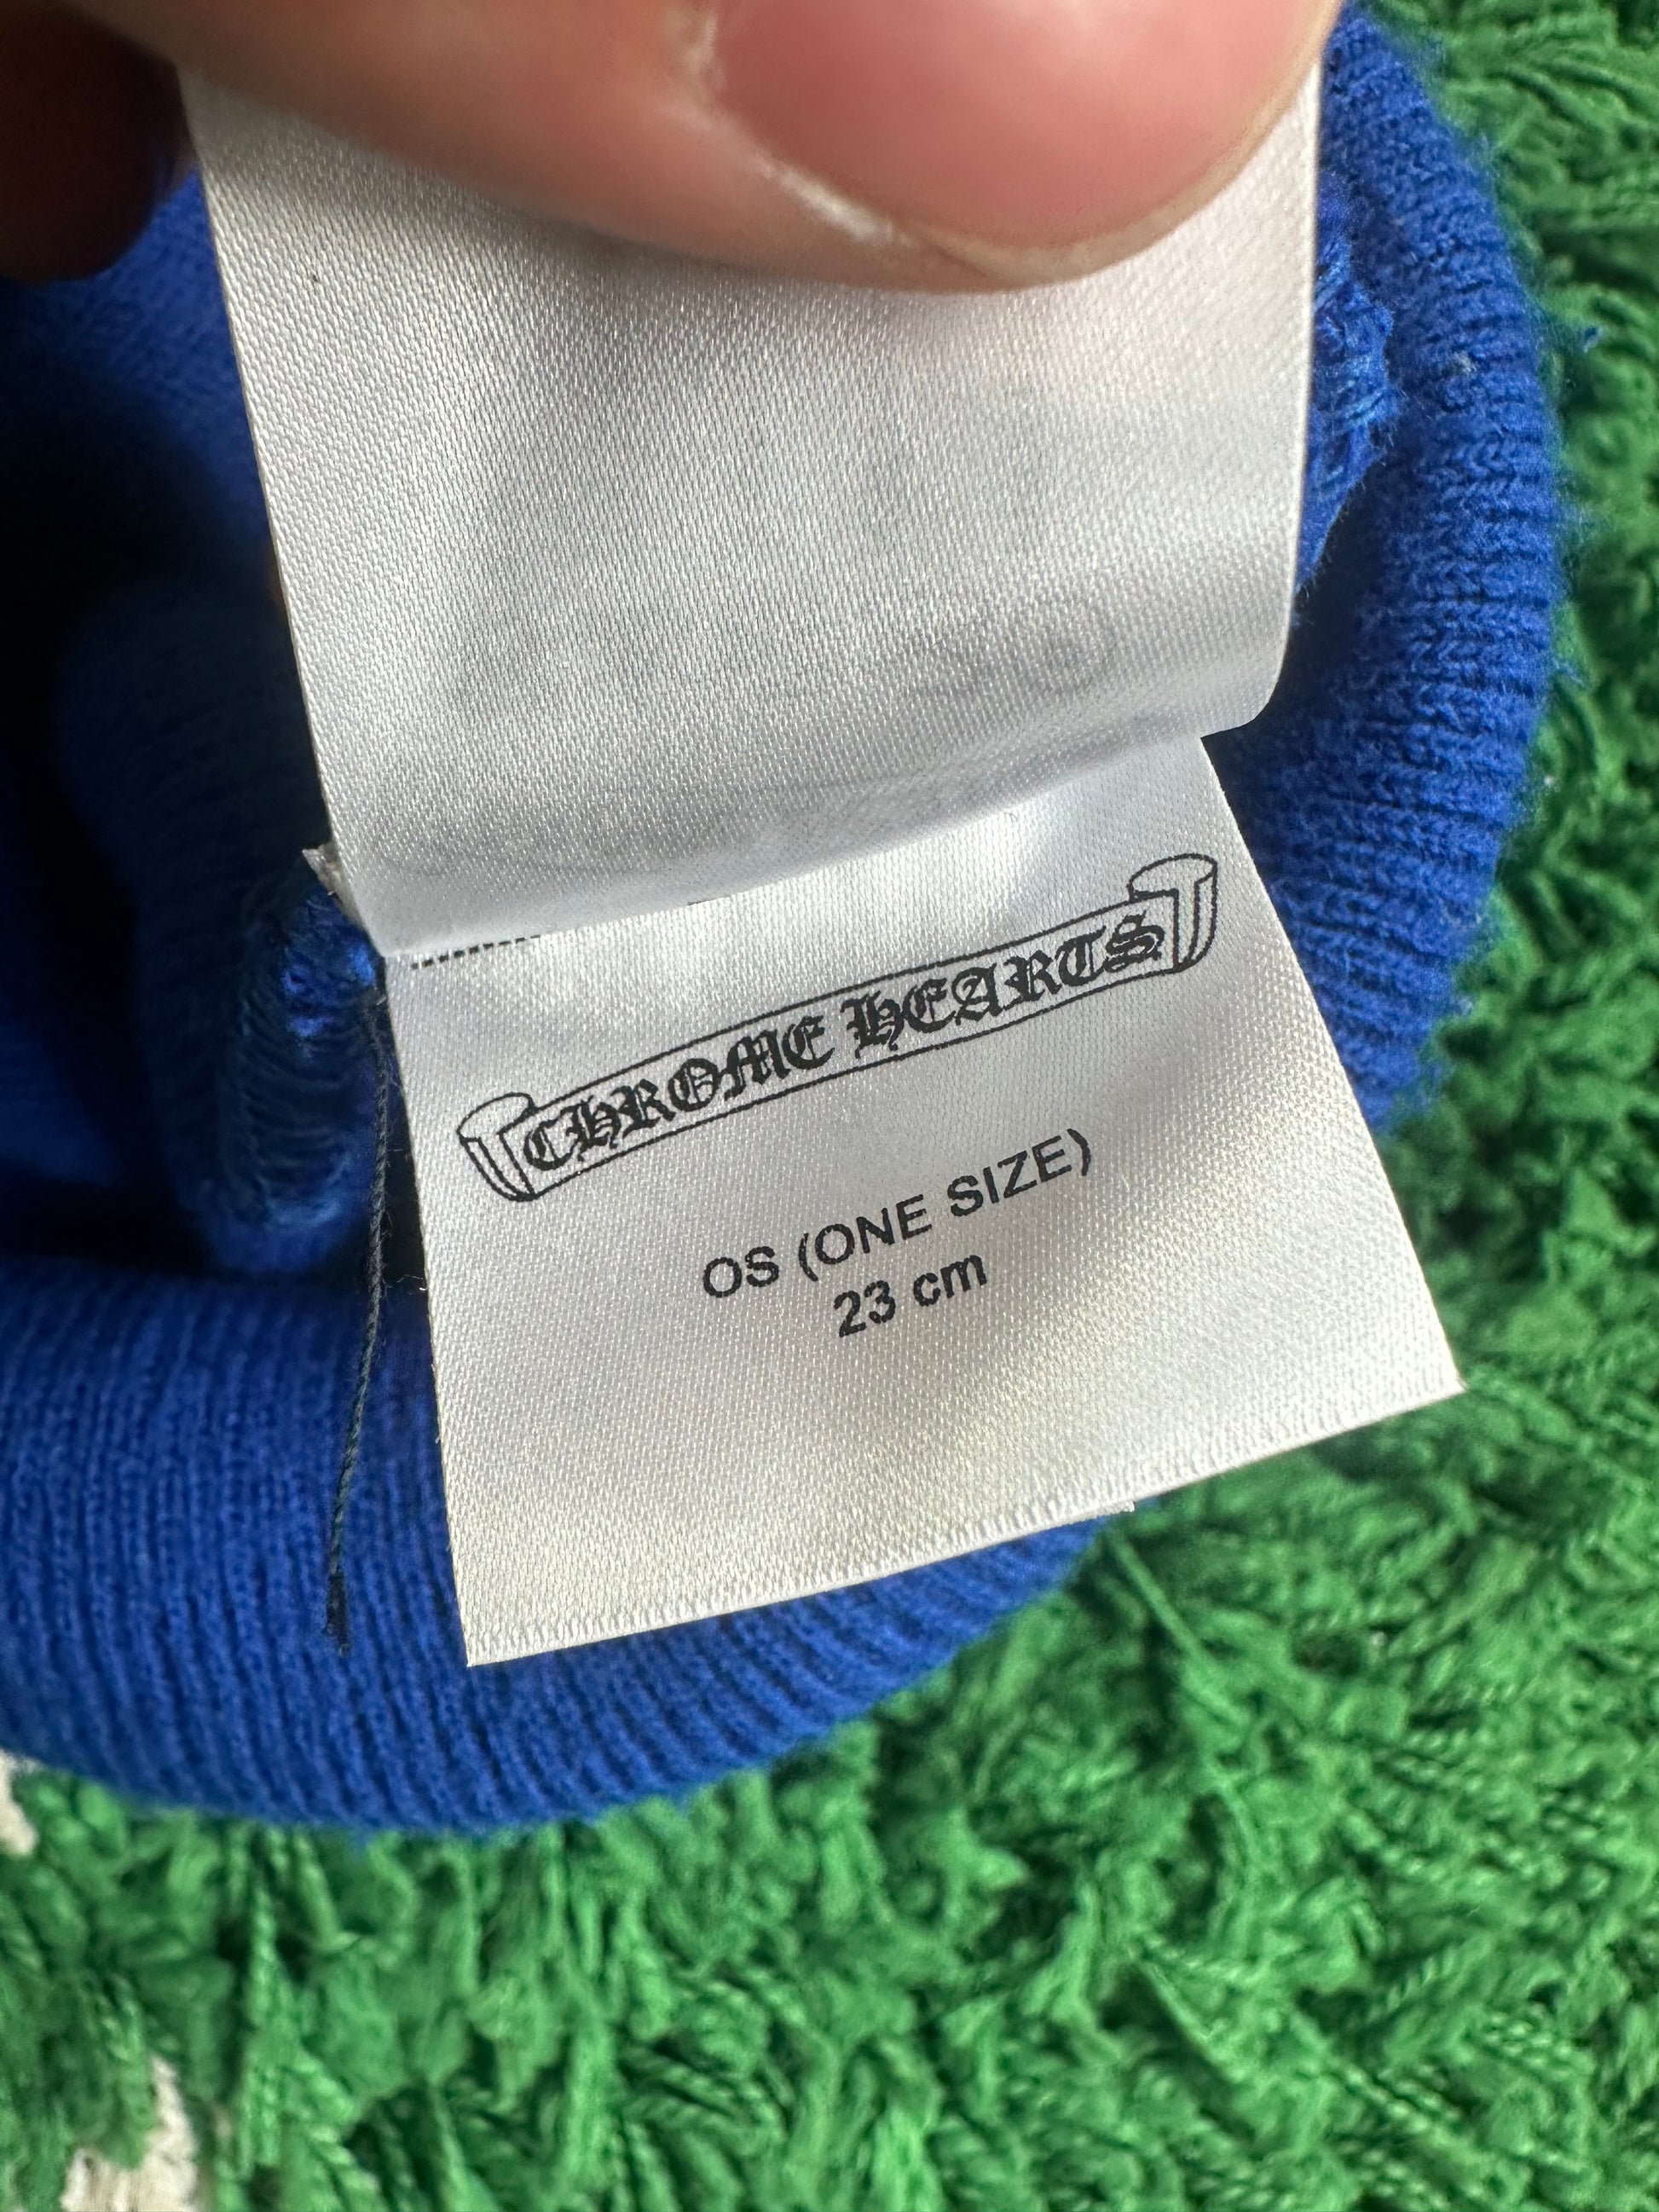 CHROME HEARTS
OS (ONE SIZE)
23 cm